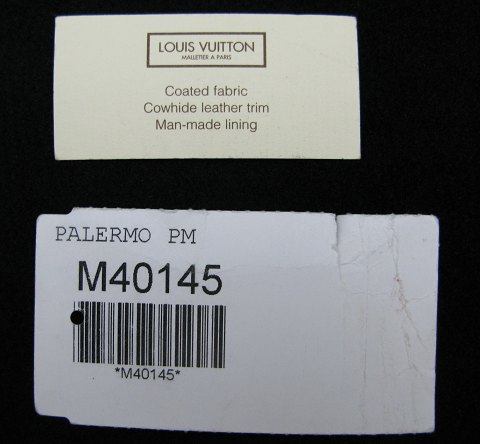 LOUIS VUITTON
MALLETIER A PARIS
Coated fabric
Cowhide leather trim
Man-made lining
PALERMO PM
M40145
*M40145*